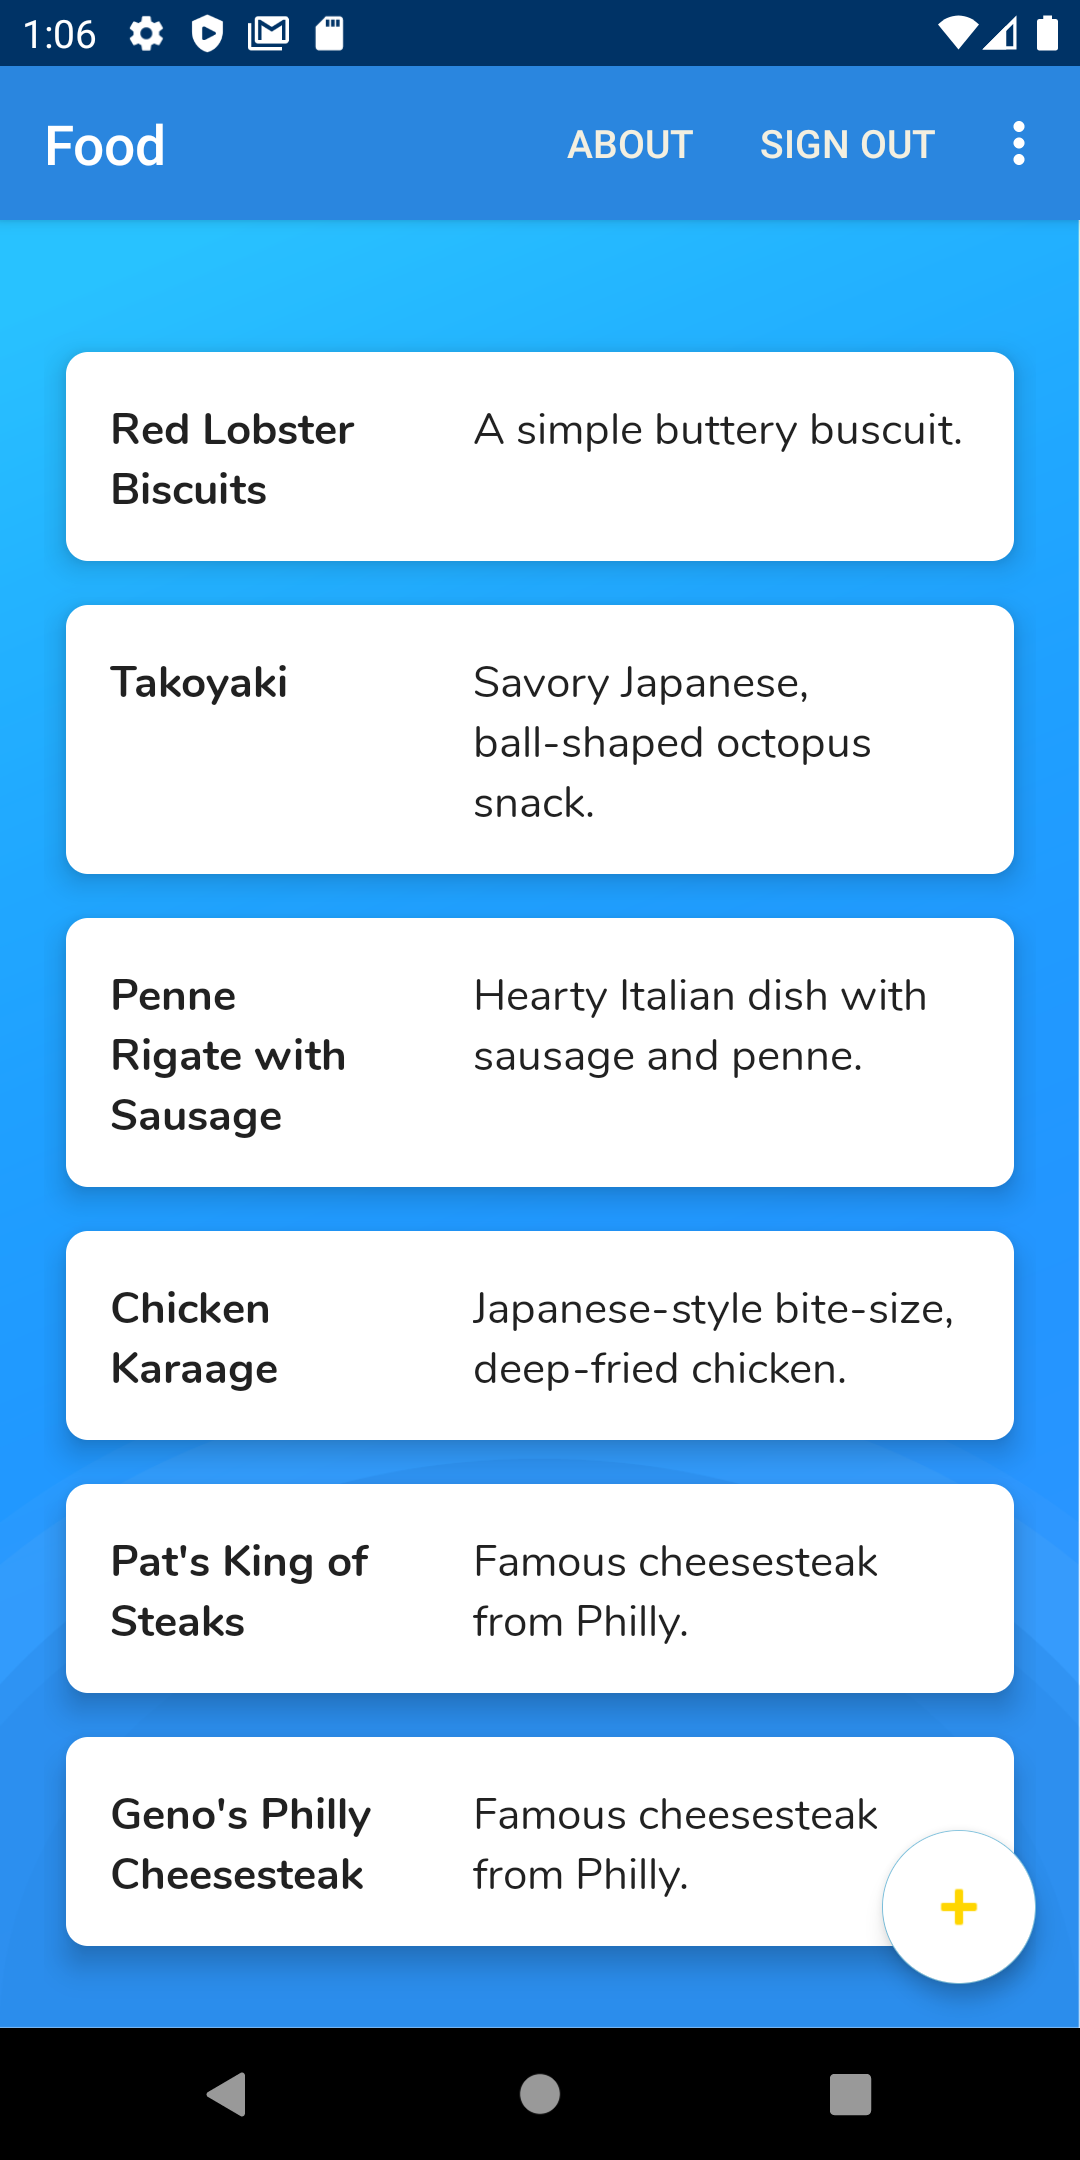 1:06
Food ABOUT SIGN OUT
Red Lobster
Biscuits
A simple buttery buscuit.
Takoyaki
Savory Japanese,
ball-shaped octopus
snack.
Penne
Rigate with
Sausage
Hearty Italian dish with
sausage and penne.
Chicken
Karaage
Japanese-style bite-size,
deep-fried chicken.
Pat's King of
Steaks
Famous cheesesteak
from Philly.
Geno's Philly
Cheesesteak
Famous cheesesteak
from Philly.